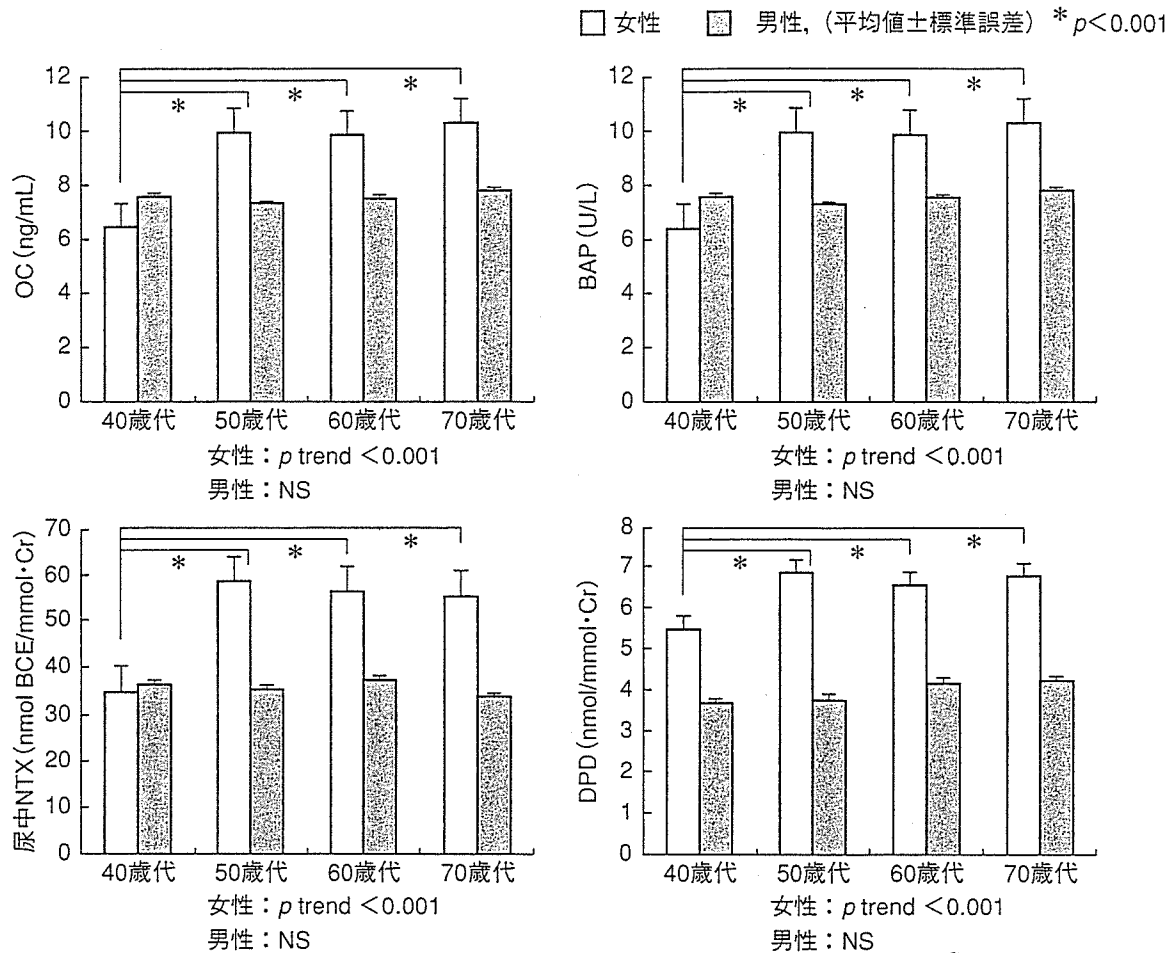 女性 男性,(平均値±標準誤差) *p<0.001
OC(ng/mL)
12
10
8
6
4
2
0
* * *
40歳代 50歳代 60歳代 70歳代
女性:p trend <0.001
男性:NS
BAP(U/L)
12
10
8
6
4
2
0
* * *
40歳代 50歳代 60歳代 70歳代
女性:p trend <0.001
男性:NS
尿中NTX(nmol BCE/mmol・Cr)
70
60
50
40
30
20
10
0
* * *
40歳代 50歳代 60歳代 70歳代
女性:p trend <0.001
男性:NS
DPD(nmol/mmol・Cr)
8
7
6
5
4
3
2
1
0
* * *
40歳代 50歳代 60歳代 70歳代
女性:p trend <0.001
男性:NS